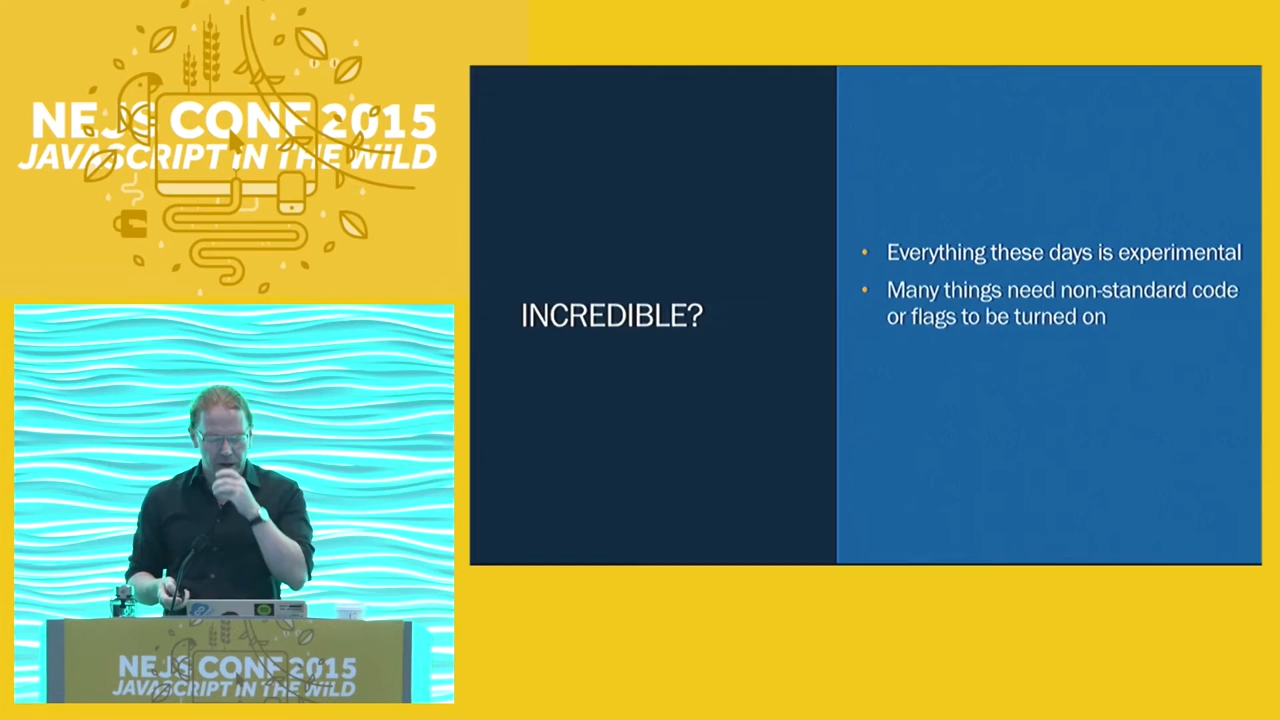 NEJS CONF 2015
JAVASCRIPT IN THE WILD
INCREDIBLE?
• Everything these days is experimental
• Many things need non-standard code
or flags to be turned on
NEJS CONF 2015
JAVASCRIPT IN THE WILD